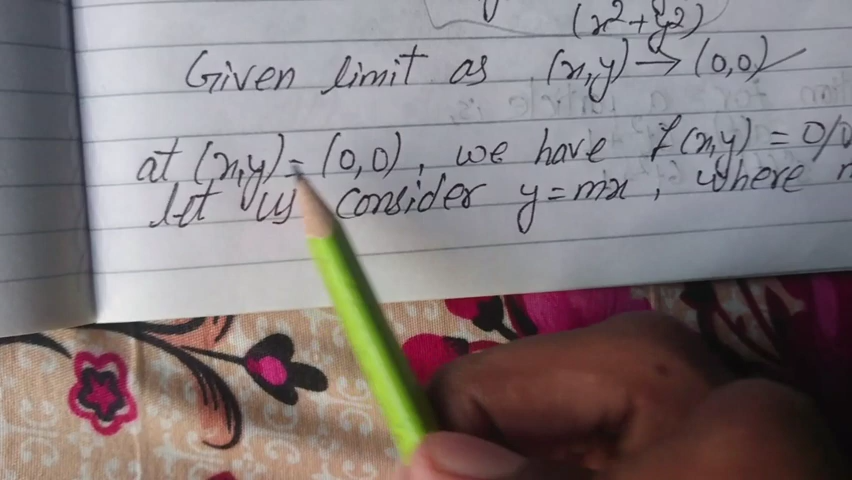 (x²+y²)
Given limit as (x,y)→(0,0)
at (x,y)=(0,0), we have f(x,y)=0/0
let us consider y=mx, where